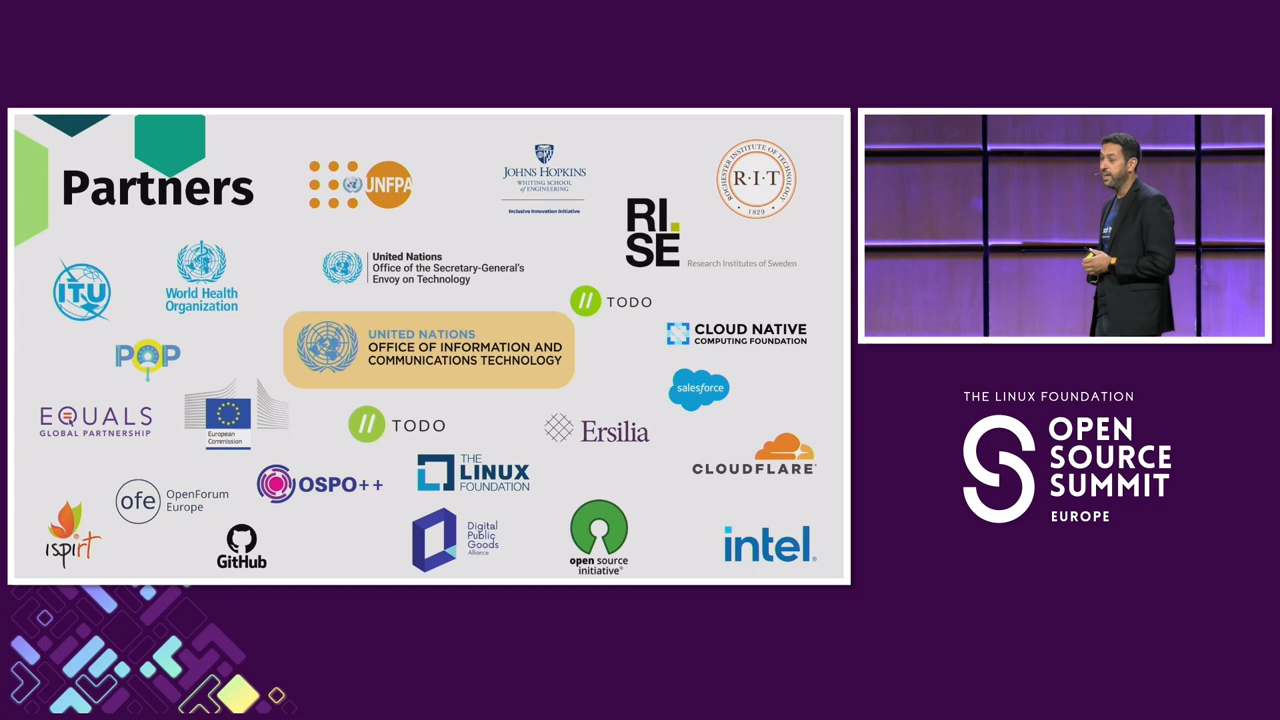 Partners
UNFPA
JOHNS HOPKINS
WHITING SCHOOL
of ENGINEERING
Inclusive Innovation Initiative
ROCHESTER INSTITUTE OF TECHNOLOGY
R·I·T
1829
RI.
SE
Research Institutes of Sweden
ITU
World Health
Organization
United Nations
Office of the Secretary-General's
Envoy on Technology
TODO
UNITED NATIONS
OFFICE OF INFORMATION AND
COMMUNICATIONS TECHNOLOGY
CLOUD NATIVE
COMPUTING FOUNDATION
POP
salesforce
EQUALS
GLOBAL PARTNERSHIP
European
Commission
TODO
Ersilia
CLOUDFLARE
OSPO++
THE
LINUX
FOUNDATION
ofe
OpenForum
Europe
ispirt
GitHub
Digital
Public
Goods
Alliance
open source
initiative®
intel®
THE LINUX FOUNDATION
OPEN
SOURCE
SUMMIT
EUROPE